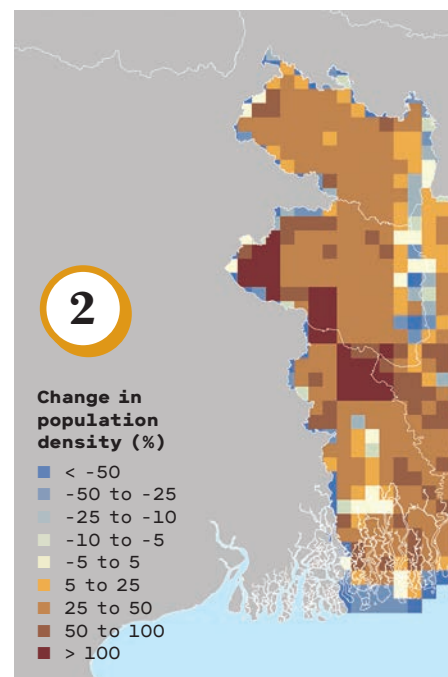 2
Change in
population
density (%)
< -50
-50 to -25
-25 to -10
-10 to -5
-5 to 5
5 to 25
25 to 50
50 to 100
> 100